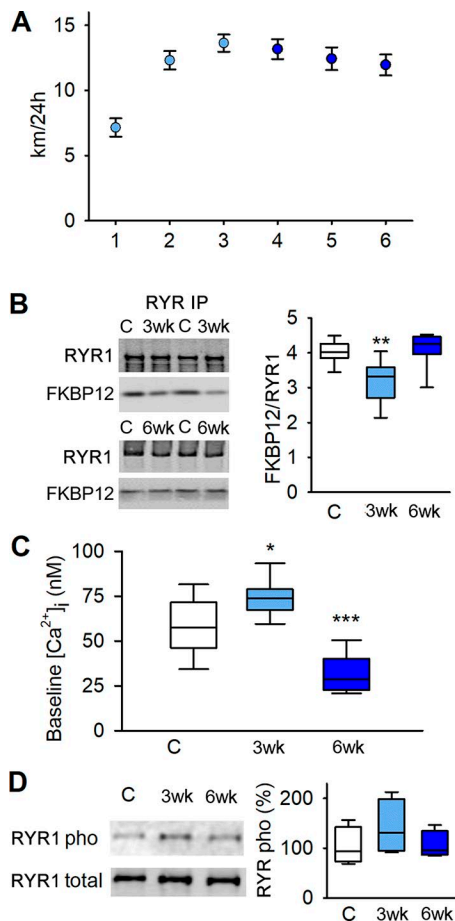 A
15
10
5
0
km/24h
1 2 3 4 5 6
B
RYR IP
C 3wk C 3wk
RYR1
FKBP12
C 6wk C 6wk
RYR1
FKBP12
5
4
3
2
1
0
FKBP12/RYR1
**
C 3wk 6wk
C
100
75
50
25
0
Baseline [Ca²⁺]ᵢ (nM)
*
***
C 3wk 6wk
D
C 3wk 6wk
RYR1 pho
RYR1 total
200
100
0
RYR pho (%)
C 3wk 6wk